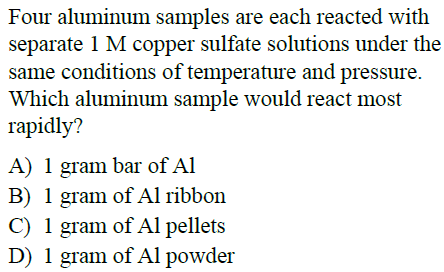 Four aluminum samples are each reacted with
separate 1 M copper sulfate solutions under the
same conditions of temperature and pressure.
Which aluminum sample would react most
rapidly?
A) 1 gram bar of Al
B) 1 gram of Al ribbon
C) 1 gram of Al pellets
D) 1 gram of Al powder